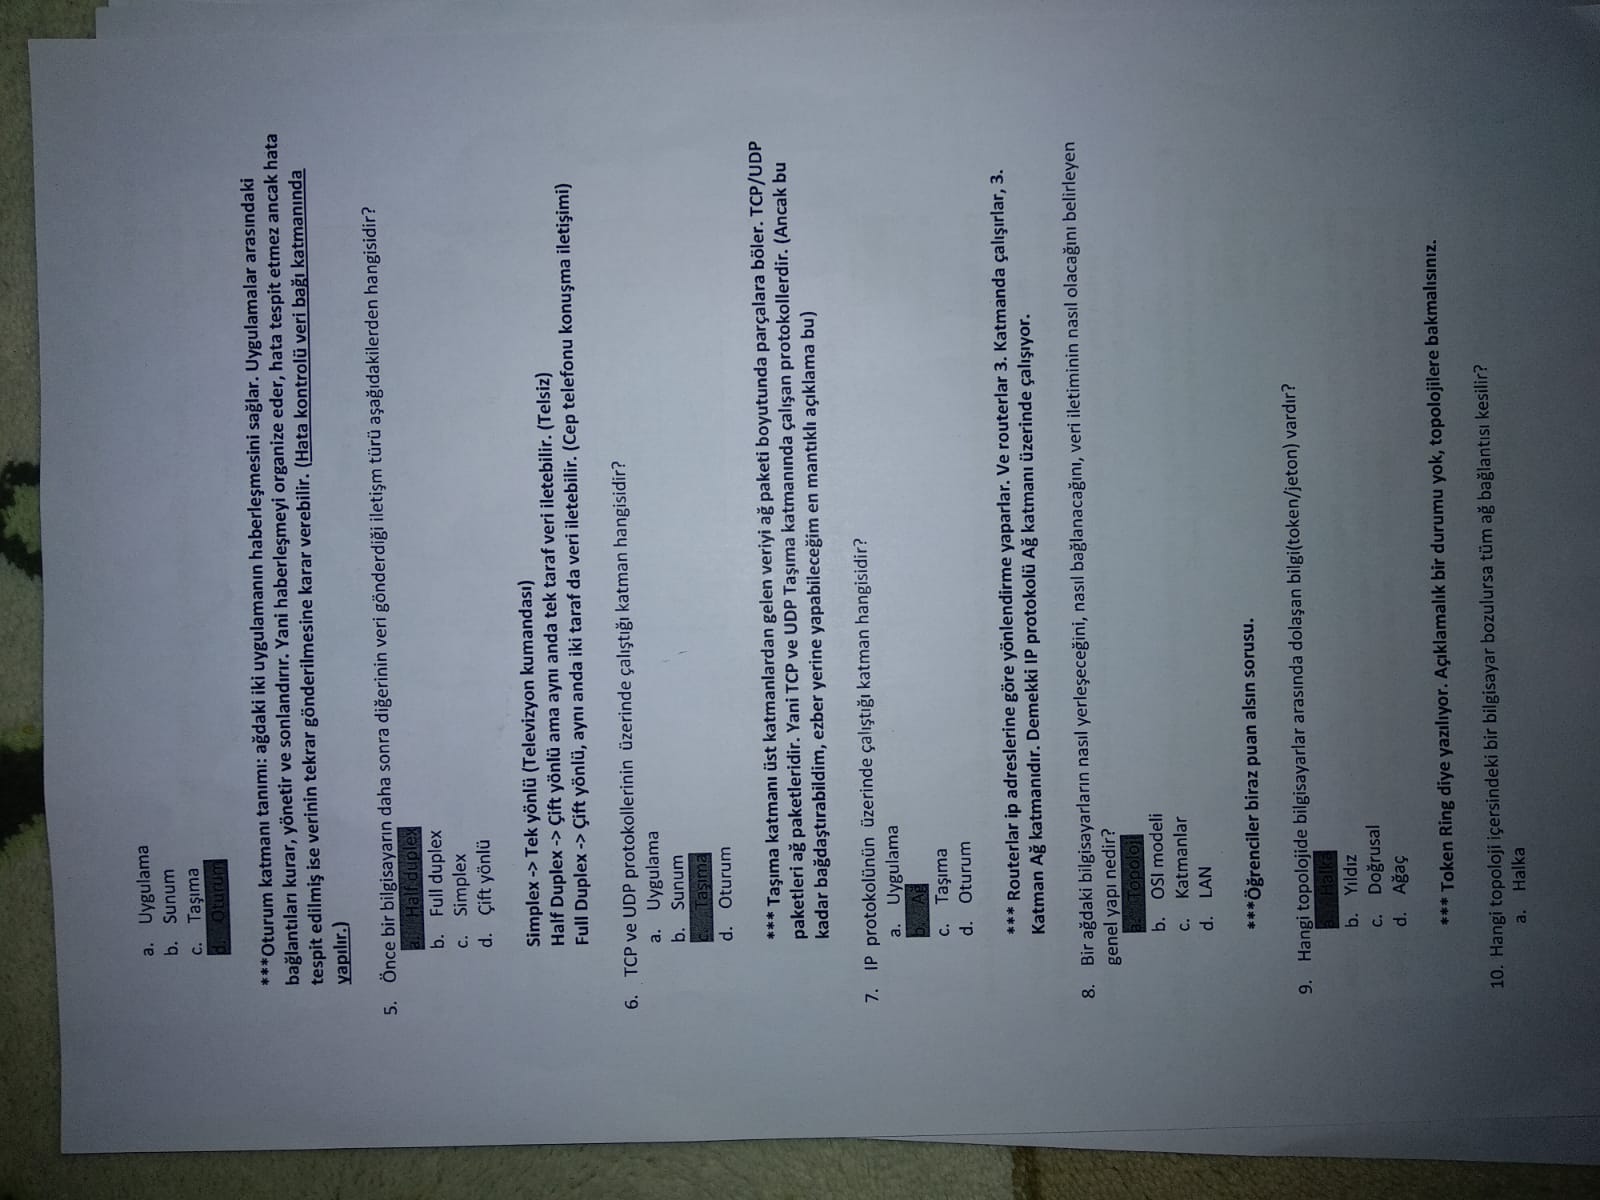 a. Uygulama
b. Sunum
c. Taşıma
d. Oturum
***Oturum katmanı tanımı: ağdaki iki uygulamanın haberleşmesini sağlar. Uygulamalar arasındaki
bağlantıları kurar, yönetir ve sonlandırır. Yani haberleşmeyi organize eder, hata tespit etmez ancak hata
tespit edilmiş ise verinin tekrar gönderilmesine karar verebilir. (Hata kontrolü veri bağı katmanında
yapılır.)
5. Önce bir bilgisayarın daha sonra diğerinin veri gönderdiği iletişm türü aşağıdakilerden hangisidir?
a. Half duplex
b. Full duplex
c. Simplex
d. Çift yönlü
Simplex -> Tek yönlü (Televizyon kumandası)
Half Duplex -> Çift yönlü ama aynı anda tek taraf veri iletebilir. (Telsiz)
Full Duplex -> Çift yönlü, aynı anda iki taraf da veri iletebilir. (Cep telefonu konuşma iletişimi)
6. TCP ve UDP protokollerinin üzerinde çalıştığı katman hangisidir?
a. Uygulama
b. Sunum
c. Taşıma
d. Oturum
*** Taşıma katmanı üst katmanlardan gelen veriyi ağ paketi boyutunda parçalara böler. TCP/UDP
paketleri ağ paketleridir. Yani TCP ve UDP Taşıma katmanında çalışan protokollerdir. (Ancak bu
kadar bağdaştırabildim, ezber yerine yapabileceğim en mantıklı açıklama bu)
7. IP protokolünün üzerinde çalıştığı katman hangisidir?
a. Uygulama
b. Ağ
c. Taşıma
d. Oturum
*** Routerlar ip adreslerine göre yönlendirme yaparlar. Ve routerlar 3. Katmanda çalışırlar, 3.
Katman Ağ katmanıdır. Demekki IP protokolü Ağ katmanı üzerinde çalışıyor.
8. Bir ağdaki bilgisayarların nasıl yerleşeceğini, nasıl bağlanacağını, veri iletiminin nasıl olacağını belirleyen
genel yapı nedir?
a. Topoloji
b. OSI modeli
c. Katmanlar
d. LAN
***Öğrenciler biraz puan alsın sorusu.
9. Hangi topolojide bilgisayarlar arasında dolaşan bilgi(token/jeton) vardır?
a. Halka
b. Yıldız
c. Doğrusal
d. Ağaç
*** Token Ring diye yazılıyor. Açıklamalık bir durumu yok, topolojilere bakmalısınız.
10. Hangi topoloji içersindeki bir bilgisayar bozulursa tüm ağ bağlantısı kesilir?
a. Halka